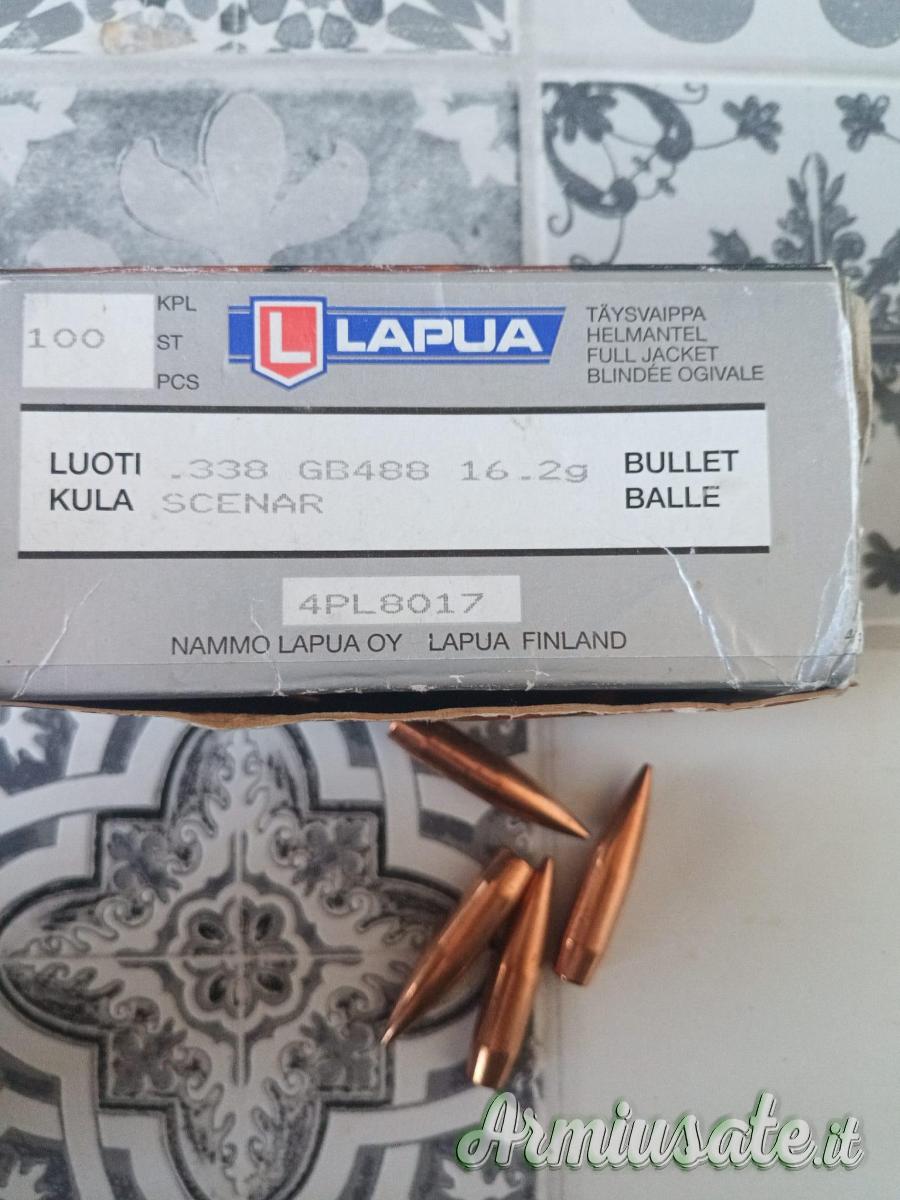 100
KPL
ST
PCS
L LAPUA
TÄYSVAIPPA
HELMANTEL
FULL JACKET
BLINDÉE OGIVALE
LUOTI .338 GB488 16.2g BULLET
KULA SCENAR BALLE
4PL8017
NAMMO LAPUA OY LAPUA FINLAND
Armiusate.it